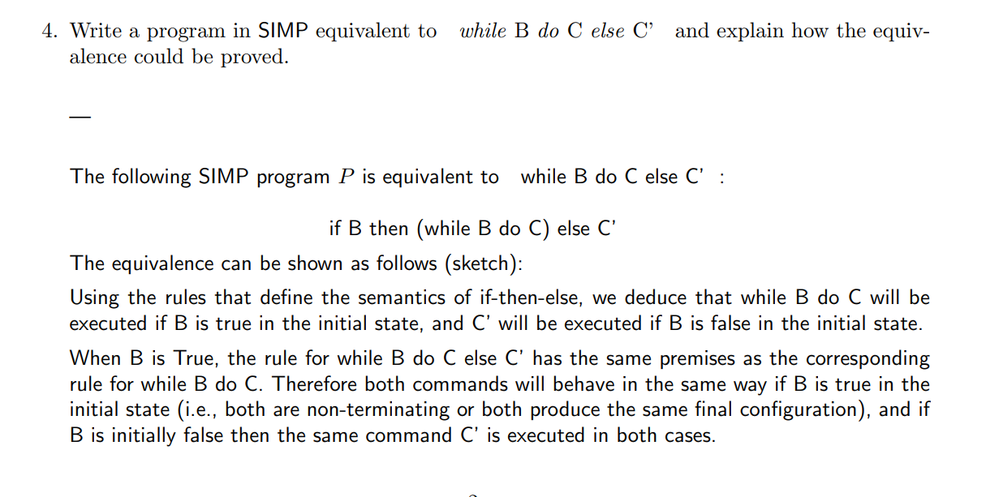 4. Write a program in SIMP equivalent to while B do C else C’ and explain how the equiv-
alence could be proved.
—
The following SIMP program P is equivalent to while B do C else C’ :
if B then (while B do C) else C’
The equivalence can be shown as follows (sketch):
Using the rules that define the semantics of if-then-else, we deduce that while B do C will be
executed if B is true in the initial state, and C’ will be executed if B is false in the initial state.
When B is True, the rule for while B do C else C’ has the same premises as the corresponding
rule for while B do C. Therefore both commands will behave in the same way if B is true in the
initial state (i.e., both are non-terminating or both produce the same final configuration), and if
B is initially false then the same command C’ is executed in both cases.